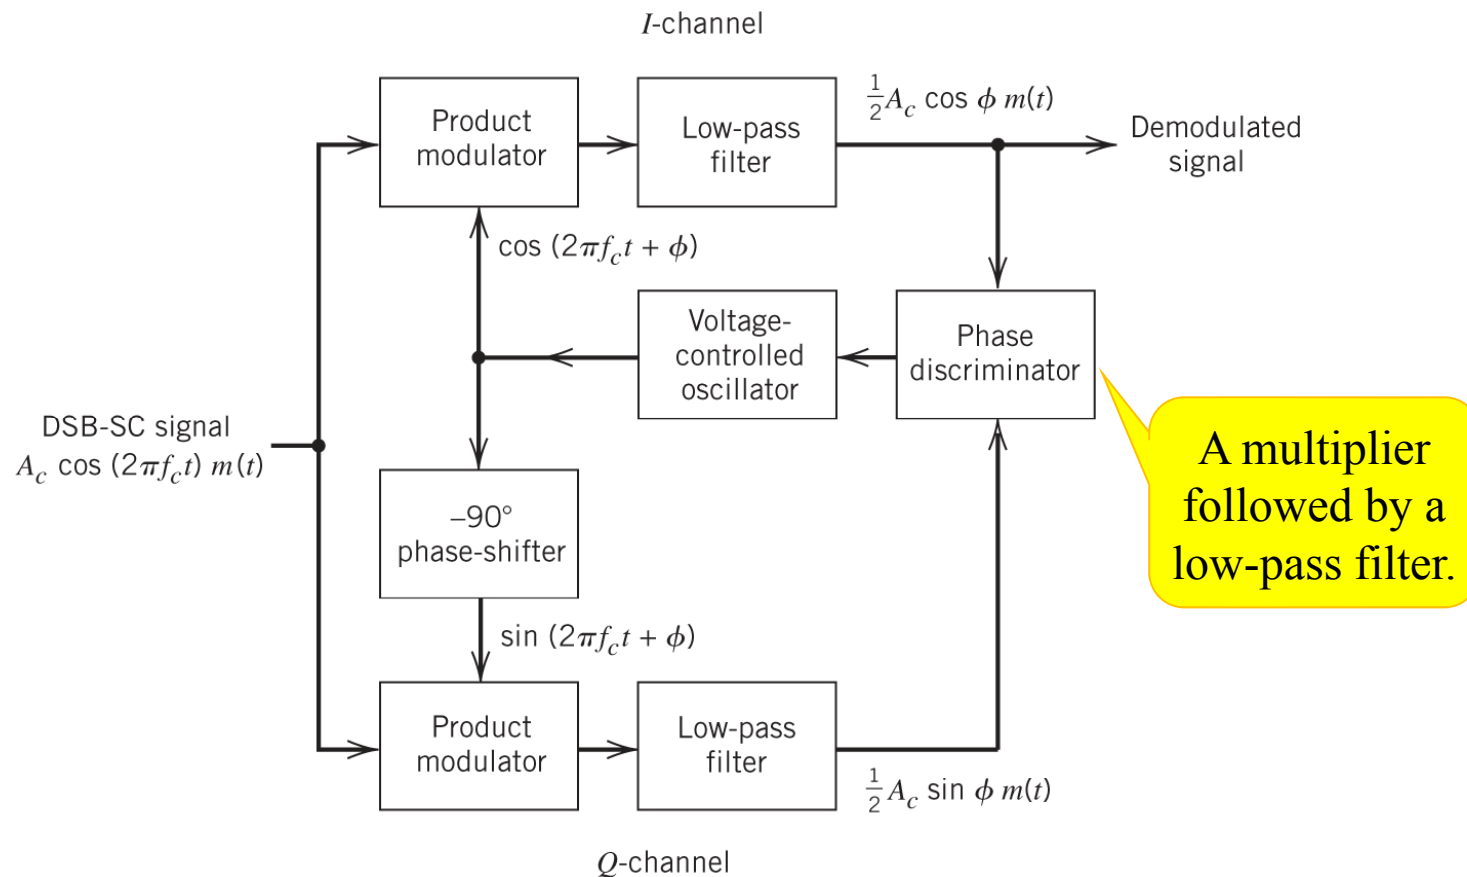 I-channel
Product
modulator
Low-pass
filter
½A_c cos ϕ m(t)
Demodulated
signal
cos (2πf_ct + ϕ)
Voltage-
controlled
oscillator
Phase
discriminator
DSB-SC signal
A_c cos (2πf_ct) m(t)
A multiplier
followed by a
low-pass filter.
–90°
phase-shifter
sin (2πf_ct + ϕ)
Product
modulator
Low-pass
filter
½A_c sin ϕ m(t)
Q-channel